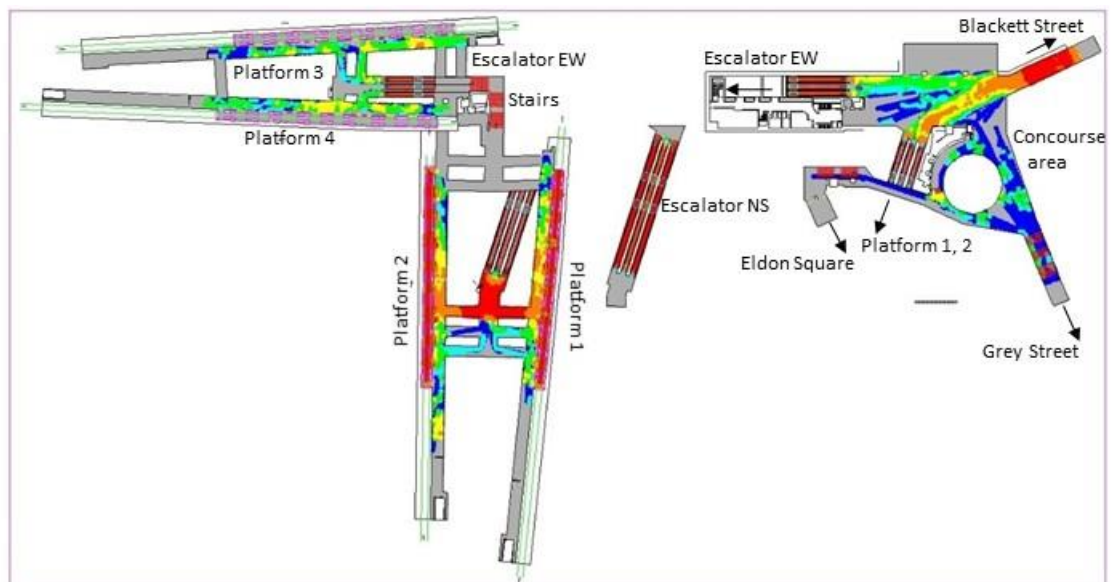 Platform 3
Escalator EW
Stairs
Platform 4
Platform 2
Platform 1
Blackett Street
Escalator EW
Concourse
area
Escalator NS
Platform 1, 2
Eldon Square
Grey Street